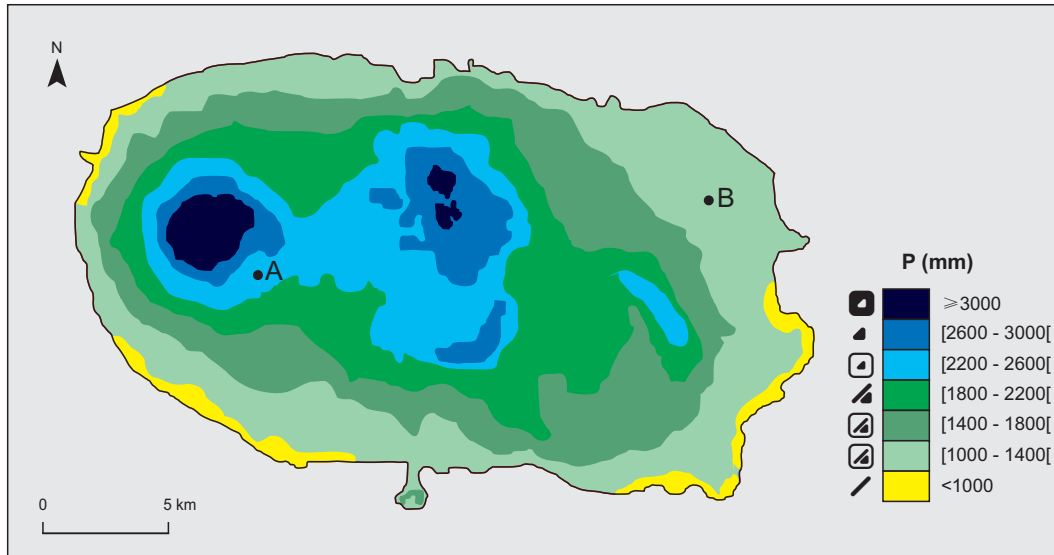 N
B
A
P (mm)
⩾3000
[2600 - 3000[
[2200 - 2600[
[1800 - 2200[
[1400 - 1800[
[1000 - 1400[
<1000
0 5 km